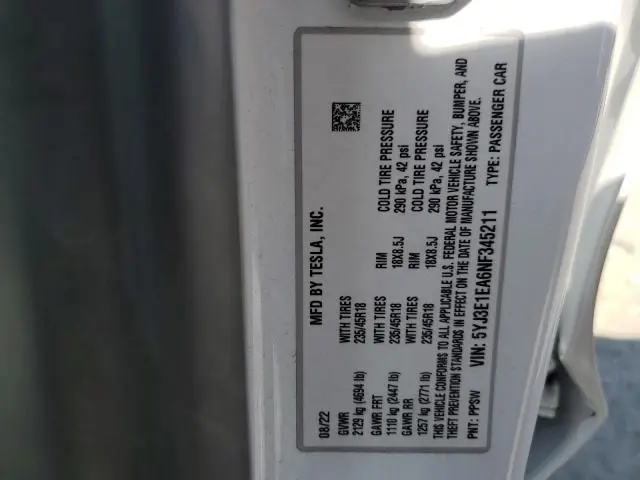 MFD BY TESLA, INC.
08/22
GVWR WITH TIRES
2129 kg (4694 lb) 235/45R18
GAWR FRT WITH TIRES RIM COLD TIRE PRESSURE
1110 kg (2447 lb) 235/45R18 18X8.5J 290 kPa, 42 psi
GAWR RR WITH TIRES RIM COLD TIRE PRESSURE
1257 kg (2771 lb) 235/45R18 18X8.5J 290 kPa, 42 psi
THIS VEHICLE CONFORMS TO ALL APPLICABLE U.S. FEDERAL MOTOR VEHICLE SAFETY, BUMPER, AND
THEFT PREVENTION STANDARDS IN EFFECT ON THE DATE OF MANUFACTURE SHOWN ABOVE.
VIN: 5YJ3E1EA6NF345211
PNT: PPSW TYPE: PASSENGER CAR